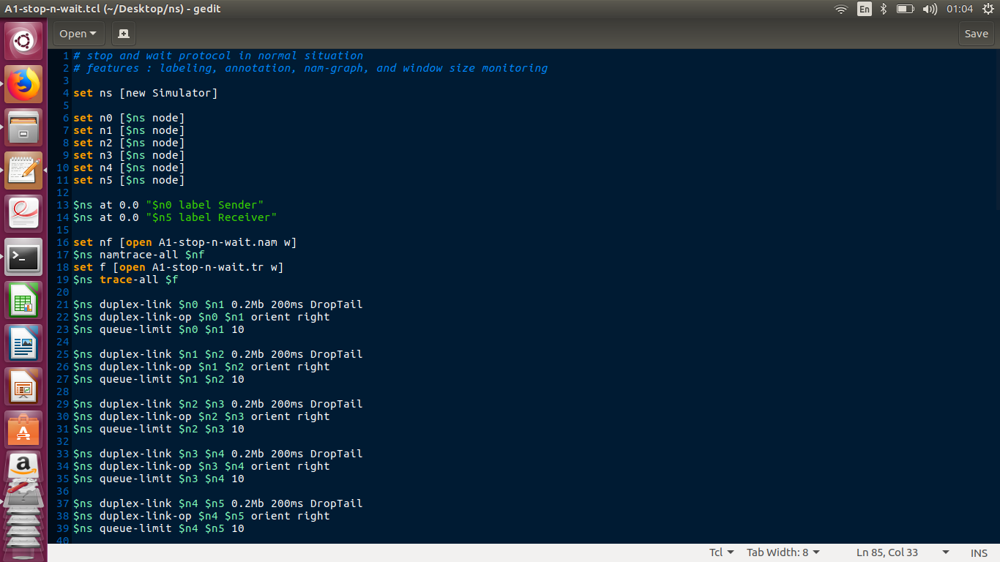 A1-stop-n-wait.tcl (~/Desktop/ns) - gedit
En
01:04
Open
Save
1 # stop and wait protocol in normal situation
2 # features : labeling, annotation, nam-graph, and window size monitoring
3
4 set ns [new Simulator]
5
6 set n0 [$ns node]
7 set n1 [$ns node]
8 set n2 [$ns node]
9 set n3 [$ns node]
10 set n4 [$ns node]
11 set n5 [$ns node]
12
13 $ns at 0.0 "$n0 label Sender"
14 $ns at 0.0 "$n5 label Receiver"
15
16 set nf [open A1-stop-n-wait.nam w]
17 $ns namtrace-all $nf
18 set f [open A1-stop-n-wait.tr w]
19 $ns trace-all $f
20
21 $ns duplex-link $n0 $n1 0.2Mb 200ms DropTail
22 $ns duplex-link-op $n0 $n1 orient right
23 $ns queue-limit $n0 $n1 10
24
25 $ns duplex-link $n1 $n2 0.2Mb 200ms DropTail
26 $ns duplex-link-op $n1 $n2 orient right
27 $ns queue-limit $n1 $n2 10
28
29 $ns duplex-link $n2 $n3 0.2Mb 200ms DropTail
30 $ns duplex-link-op $n2 $n3 orient right
31 $ns queue-limit $n2 $n3 10
32
33 $ns duplex-link $n3 $n4 0.2Mb 200ms DropTail
34 $ns duplex-link-op $n3 $n4 orient right
35 $ns queue-limit $n3 $n4 10
36
37 $ns duplex-link $n4 $n5 0.2Mb 200ms DropTail
38 $ns duplex-link-op $n4 $n5 orient right
39 $ns queue-limit $n4 $n5 10
40
Tcl Tab Width: 8 Ln 85, Col 33 INS